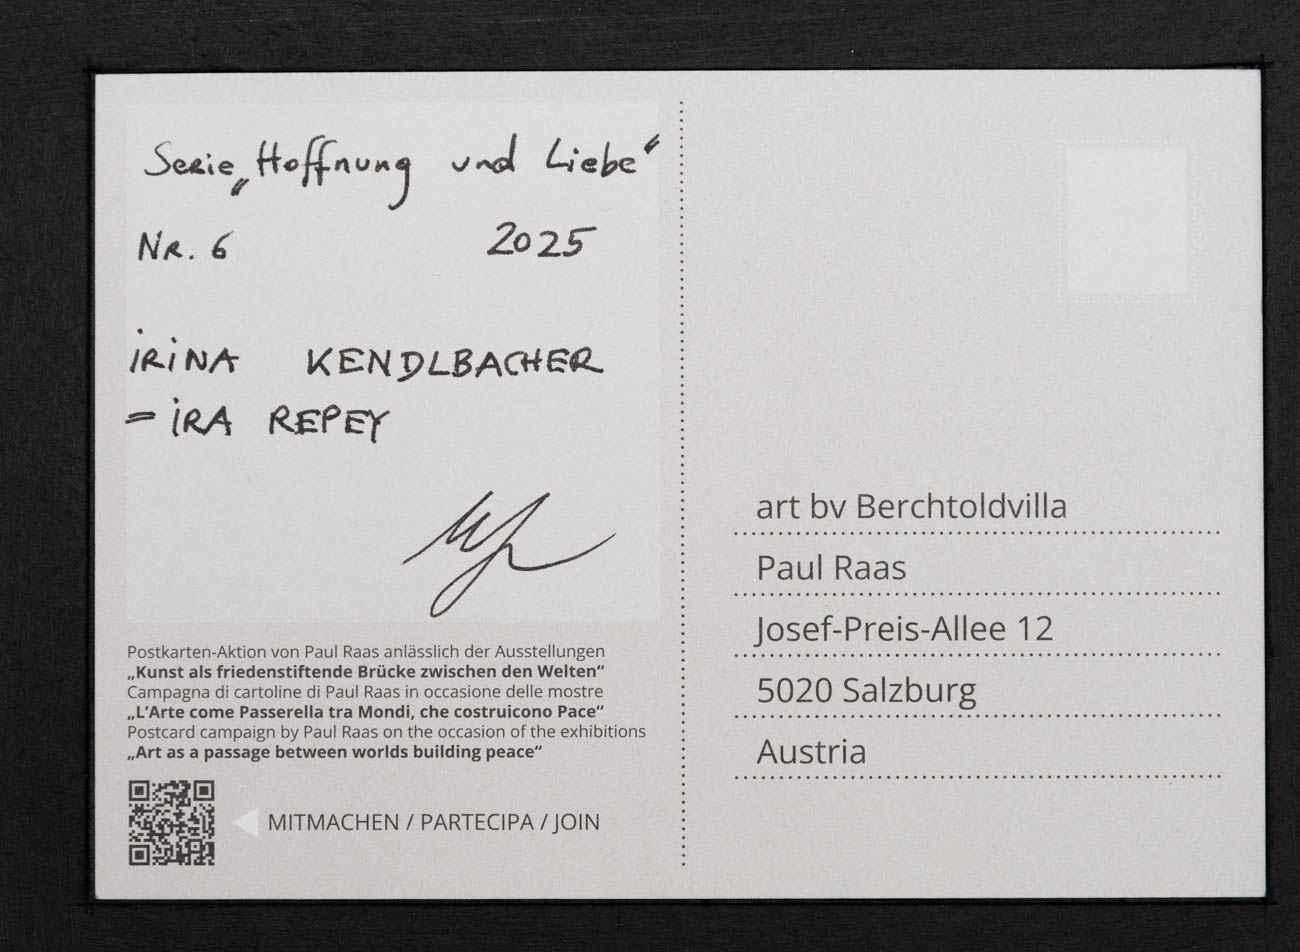 Serie „Hoffnung und Liebe“
Nr. 6 2025
IRINA KENDLBACHER
= IRA REPEY
Postkarten-Aktion von Paul Raas anlässlich der Ausstellungen
„Kunst als friedenstiftende Brücke zwischen den Welten“
Campagna di cartoline di Paul Raas in occasione delle mostre
„L’Arte come Passerella tra Mondi, che costruicono Pace“
Postcard campaign by Paul Raas on the occasion of the exhibitions
„Art as a passage between worlds building peace“
MITMACHEN / PARTECIPA / JOIN
art bv Berchtoldvilla
Paul Raas
Josef-Preis-Allee 12
5020 Salzburg
Austria